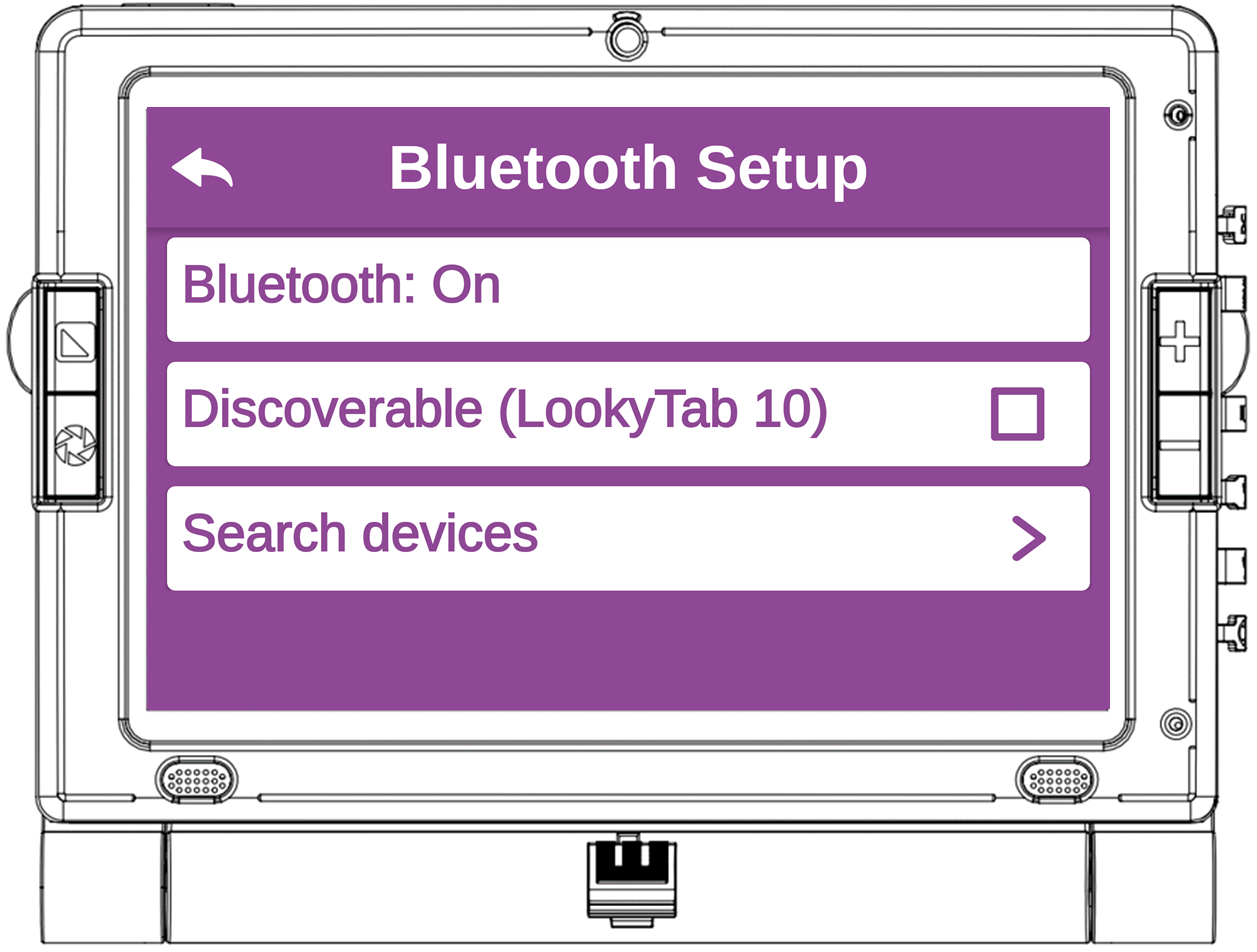 Bluetooth Setup
Bluetooth: On
Discoverable (LookyTab 10)
Search devices